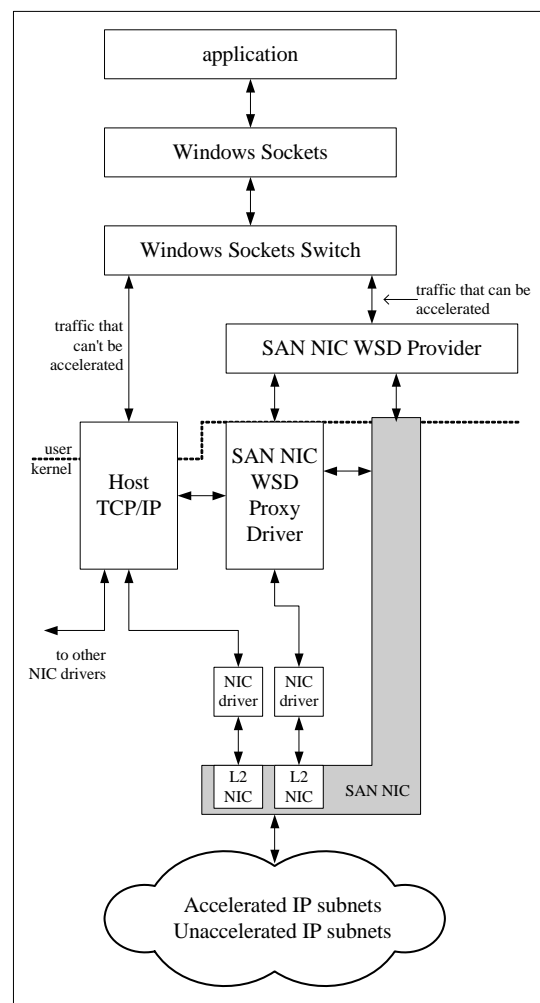 application
Windows Sockets
Windows Sockets Switch
traffic that can be
accelerated
traffic that
can't be
accelerated
SAN NIC WSD Provider
user
kernel
Host
TCP/IP
SAN NIC
WSD
Proxy
Driver
to other
NIC drivers
NIC
driver
NIC
driver
L2
NIC
L2
NIC
SAN NIC
Accelerated IP subnets
Unaccelerated IP subnets